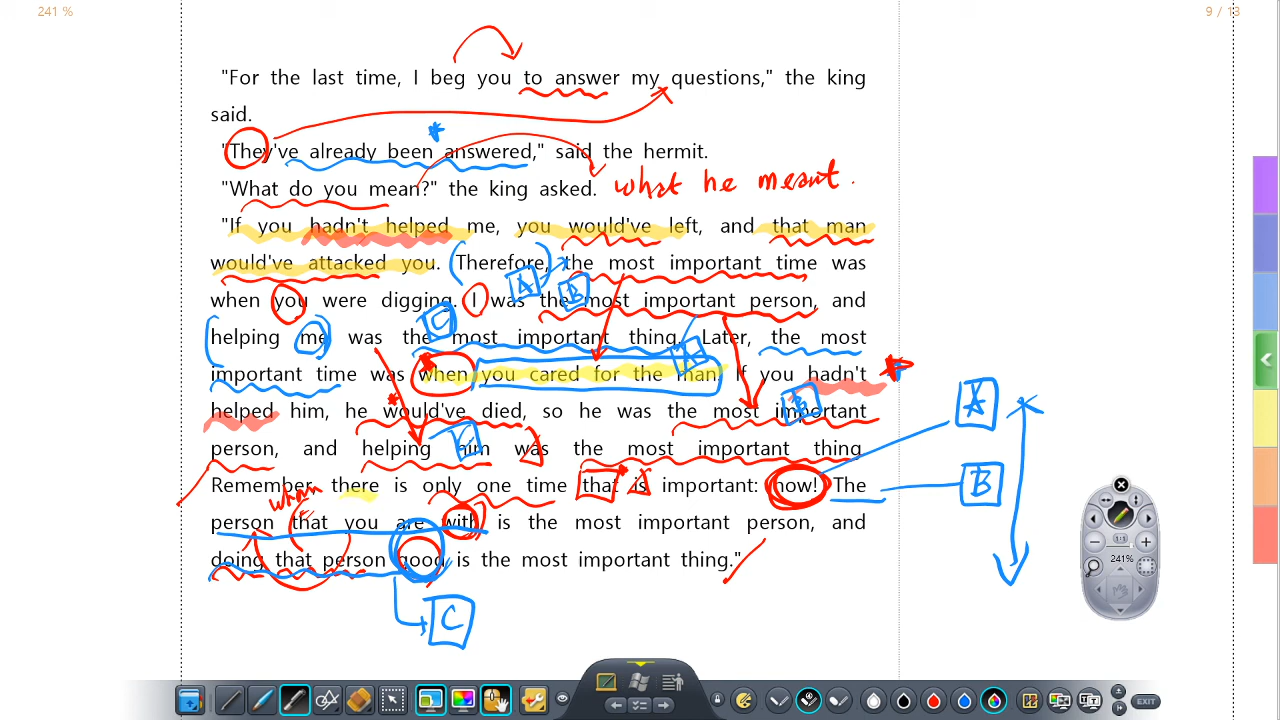 241 %
9 / 13
"For the last time, I beg you to answer my questions," the king
said.
"They've already been answered," said the hermit.
"What do you mean?" the king asked. what he meant.
"If you hadn't helped me, you would've left, and that man
would've attacked you. (Therefore,) the most important time was
A
B
when you were digging. I was the most important person, and
C
helping me was the most important thing. Later, the most
A
important time was when you cared for the man. If you hadn't
B
A
helped him, he would've died, so he was the most important
C
person, and helping him was the most important thing.
B
Remember there is only one time that is important: now! The
whom
person that you are with is the most important person, and
doing that person good is the most important thing."
C
1:1
241%
EXIT